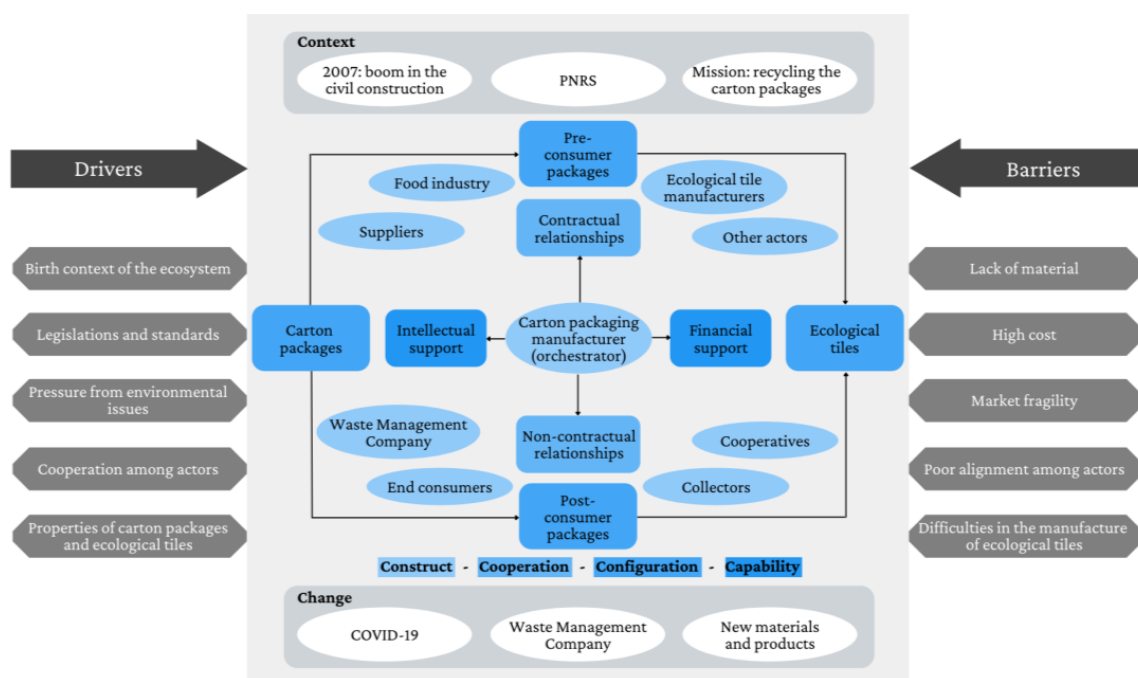 Context
2007: boom in the
civil construction
PNRS
Mission: recycling the
carton packages
Drivers
Barriers
Pre-
consumer
packages
Food industry
Ecological tile
manufacturers
Suppliers
Contractual
relationships
Other actors
Birth context of the ecosystem
Legislations and standards
Pressure from environmental
issues
Cooperation among actors
Properties of carton packages
and ecological tiles
Carton
packages
Intellectual
support
Carton packaging
manufacturer
(orchestrator)
Financial
support
Ecological
tiles
Lack of material
High cost
Market fragility
Poor alignment among actors
Difficulties in the manufacture
of ecological tiles
Waste Management
Company
Non-contractual
relationships
Cooperatives
End consumers
Collectors
Post-
consumer
packages
Construct - Cooperation - Configuration - Capability
Change
COVID-19
Waste Management
Company
New materials
and products